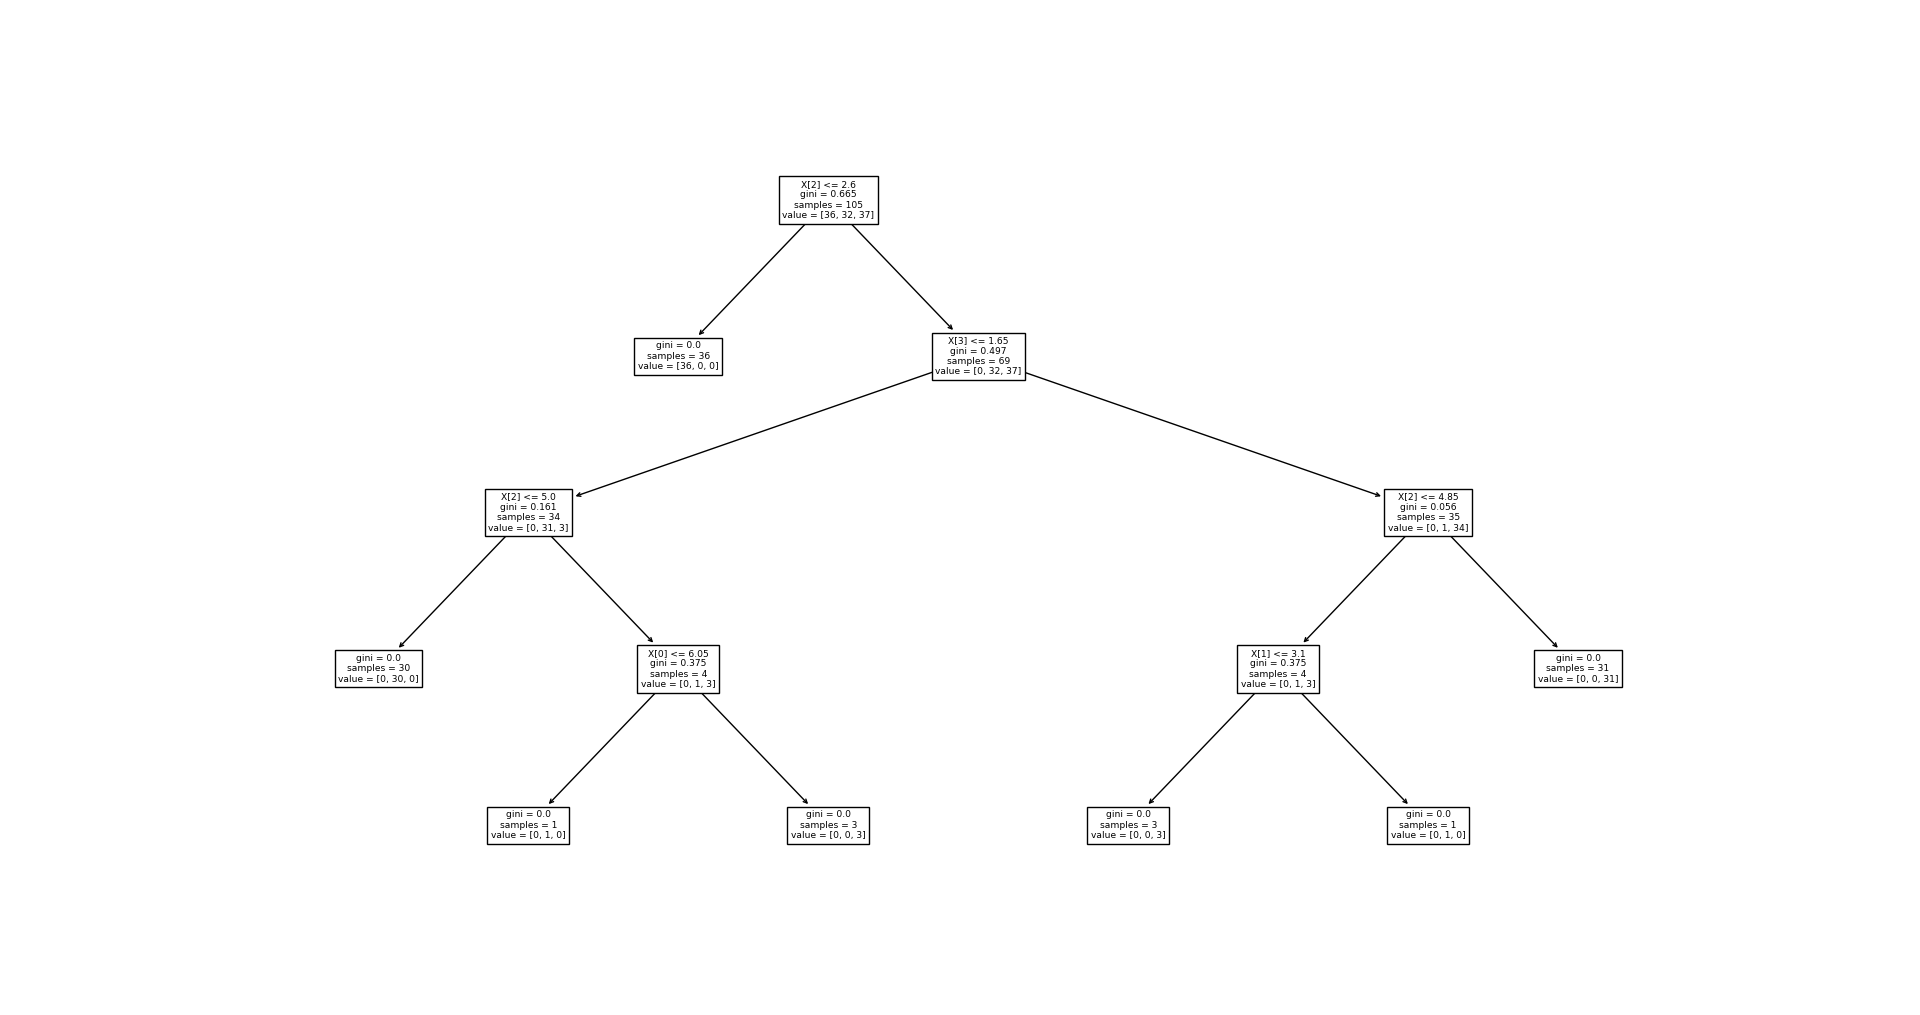 X[2] <= 2.6
gini = 0.665
samples = 105
value = [36, 32, 37]
gini = 0.0
samples = 36
value = [36, 0, 0]
X[3] <= 1.65
gini = 0.497
samples = 69
value = [0, 32, 37]
X[2] <= 5.0
gini = 0.161
samples = 34
value = [0, 31, 3]
X[2] <= 4.85
gini = 0.056
samples = 35
value = [0, 1, 34]
gini = 0.0
samples = 30
value = [0, 30, 0]
X[0] <= 6.05
gini = 0.375
samples = 4
value = [0, 1, 3]
X[1] <= 3.1
gini = 0.375
samples = 4
value = [0, 1, 3]
gini = 0.0
samples = 31
value = [0, 0, 31]
gini = 0.0
samples = 1
value = [0, 1, 0]
gini = 0.0
samples = 3
value = [0, 0, 3]
gini = 0.0
samples = 3
value = [0, 0, 3]
gini = 0.0
samples = 1
value = [0, 1, 0]